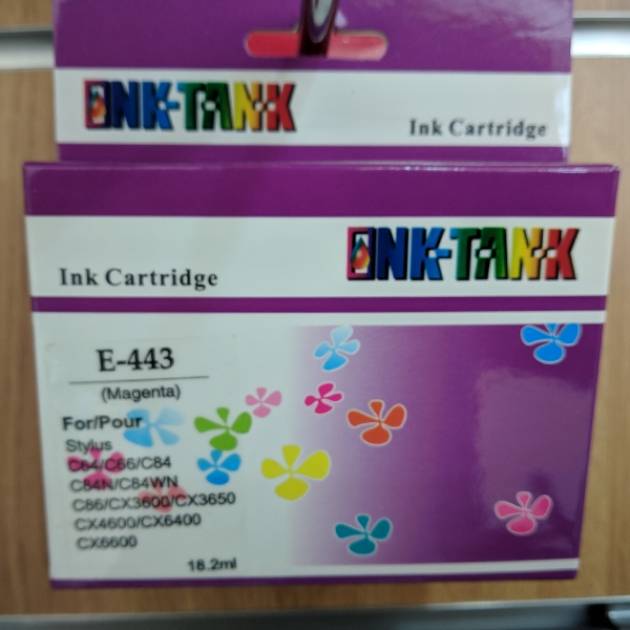 INK-TANK
Ink Cartridge
INK-TANK
Ink Cartridge
E-443
(Magenta)
For/Pour
Stylus
C64/C66/C84
C84N/C84WN
C86/CX3600/CX3650
CX4600/CX6400
CX6600
18.2ml